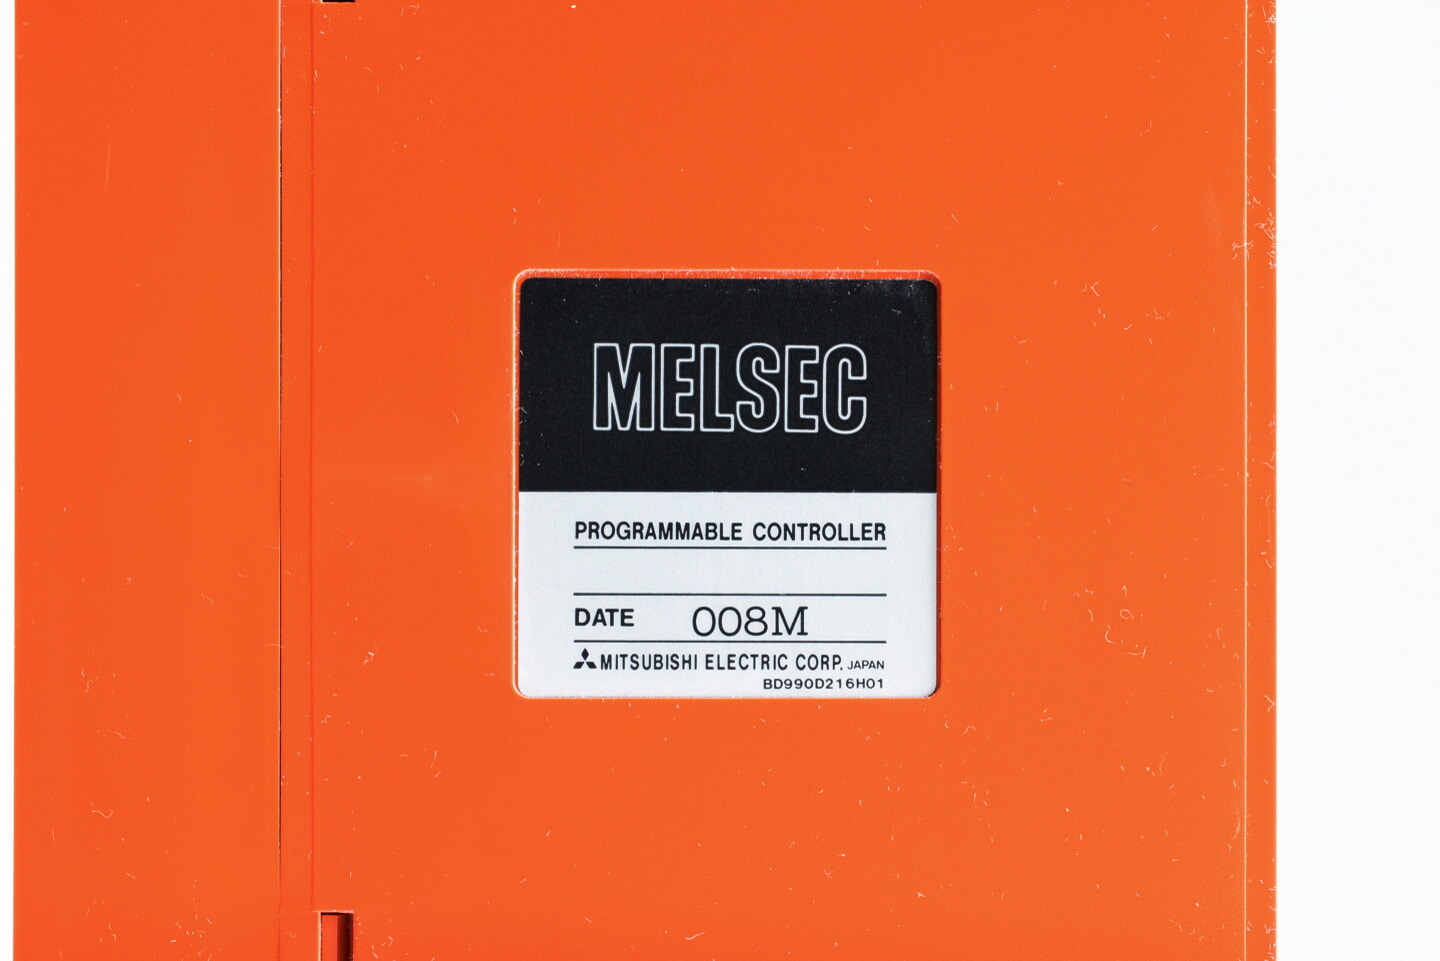 MELSEC
PROGRAMMABLE CONTROLLER
DATE 008M
MITSUBISHI ELECTRIC CORP. JAPAN
BD990D216H01